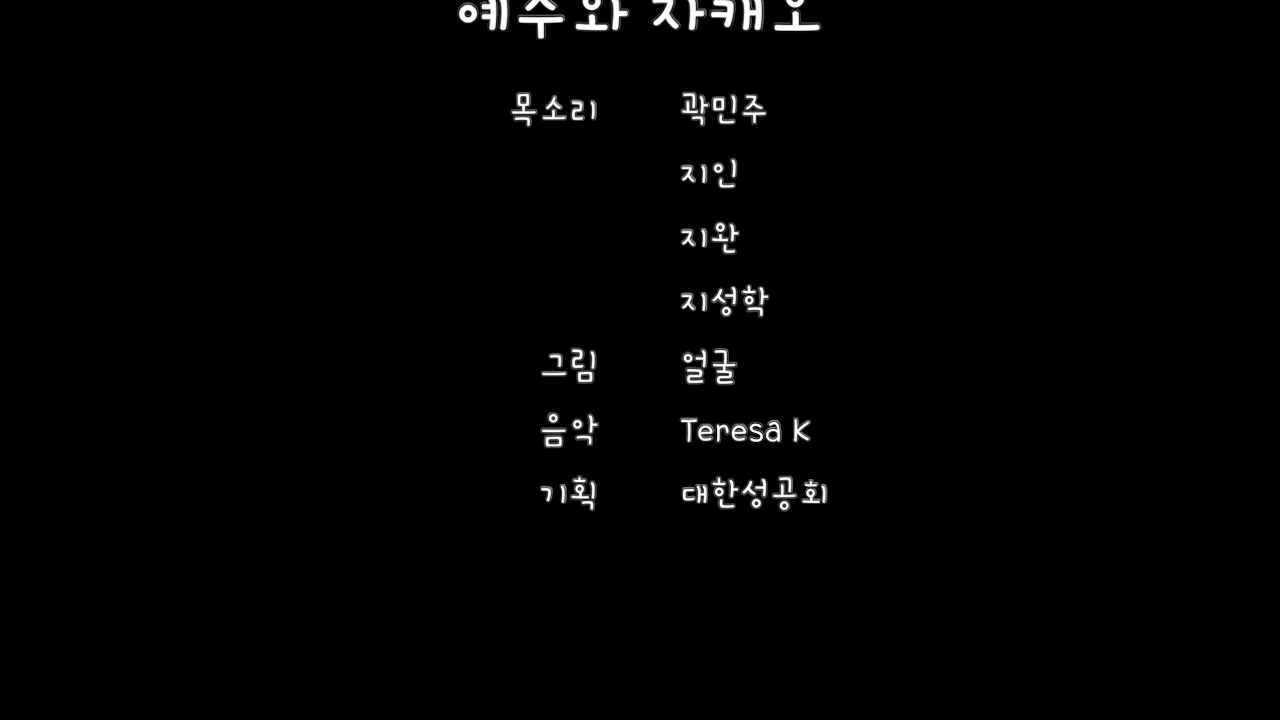 예수와 자캐오
목소리 곽민주
지인
지완
지성학
그림 얼굴
음악 Teresa K
기획 대한성공회